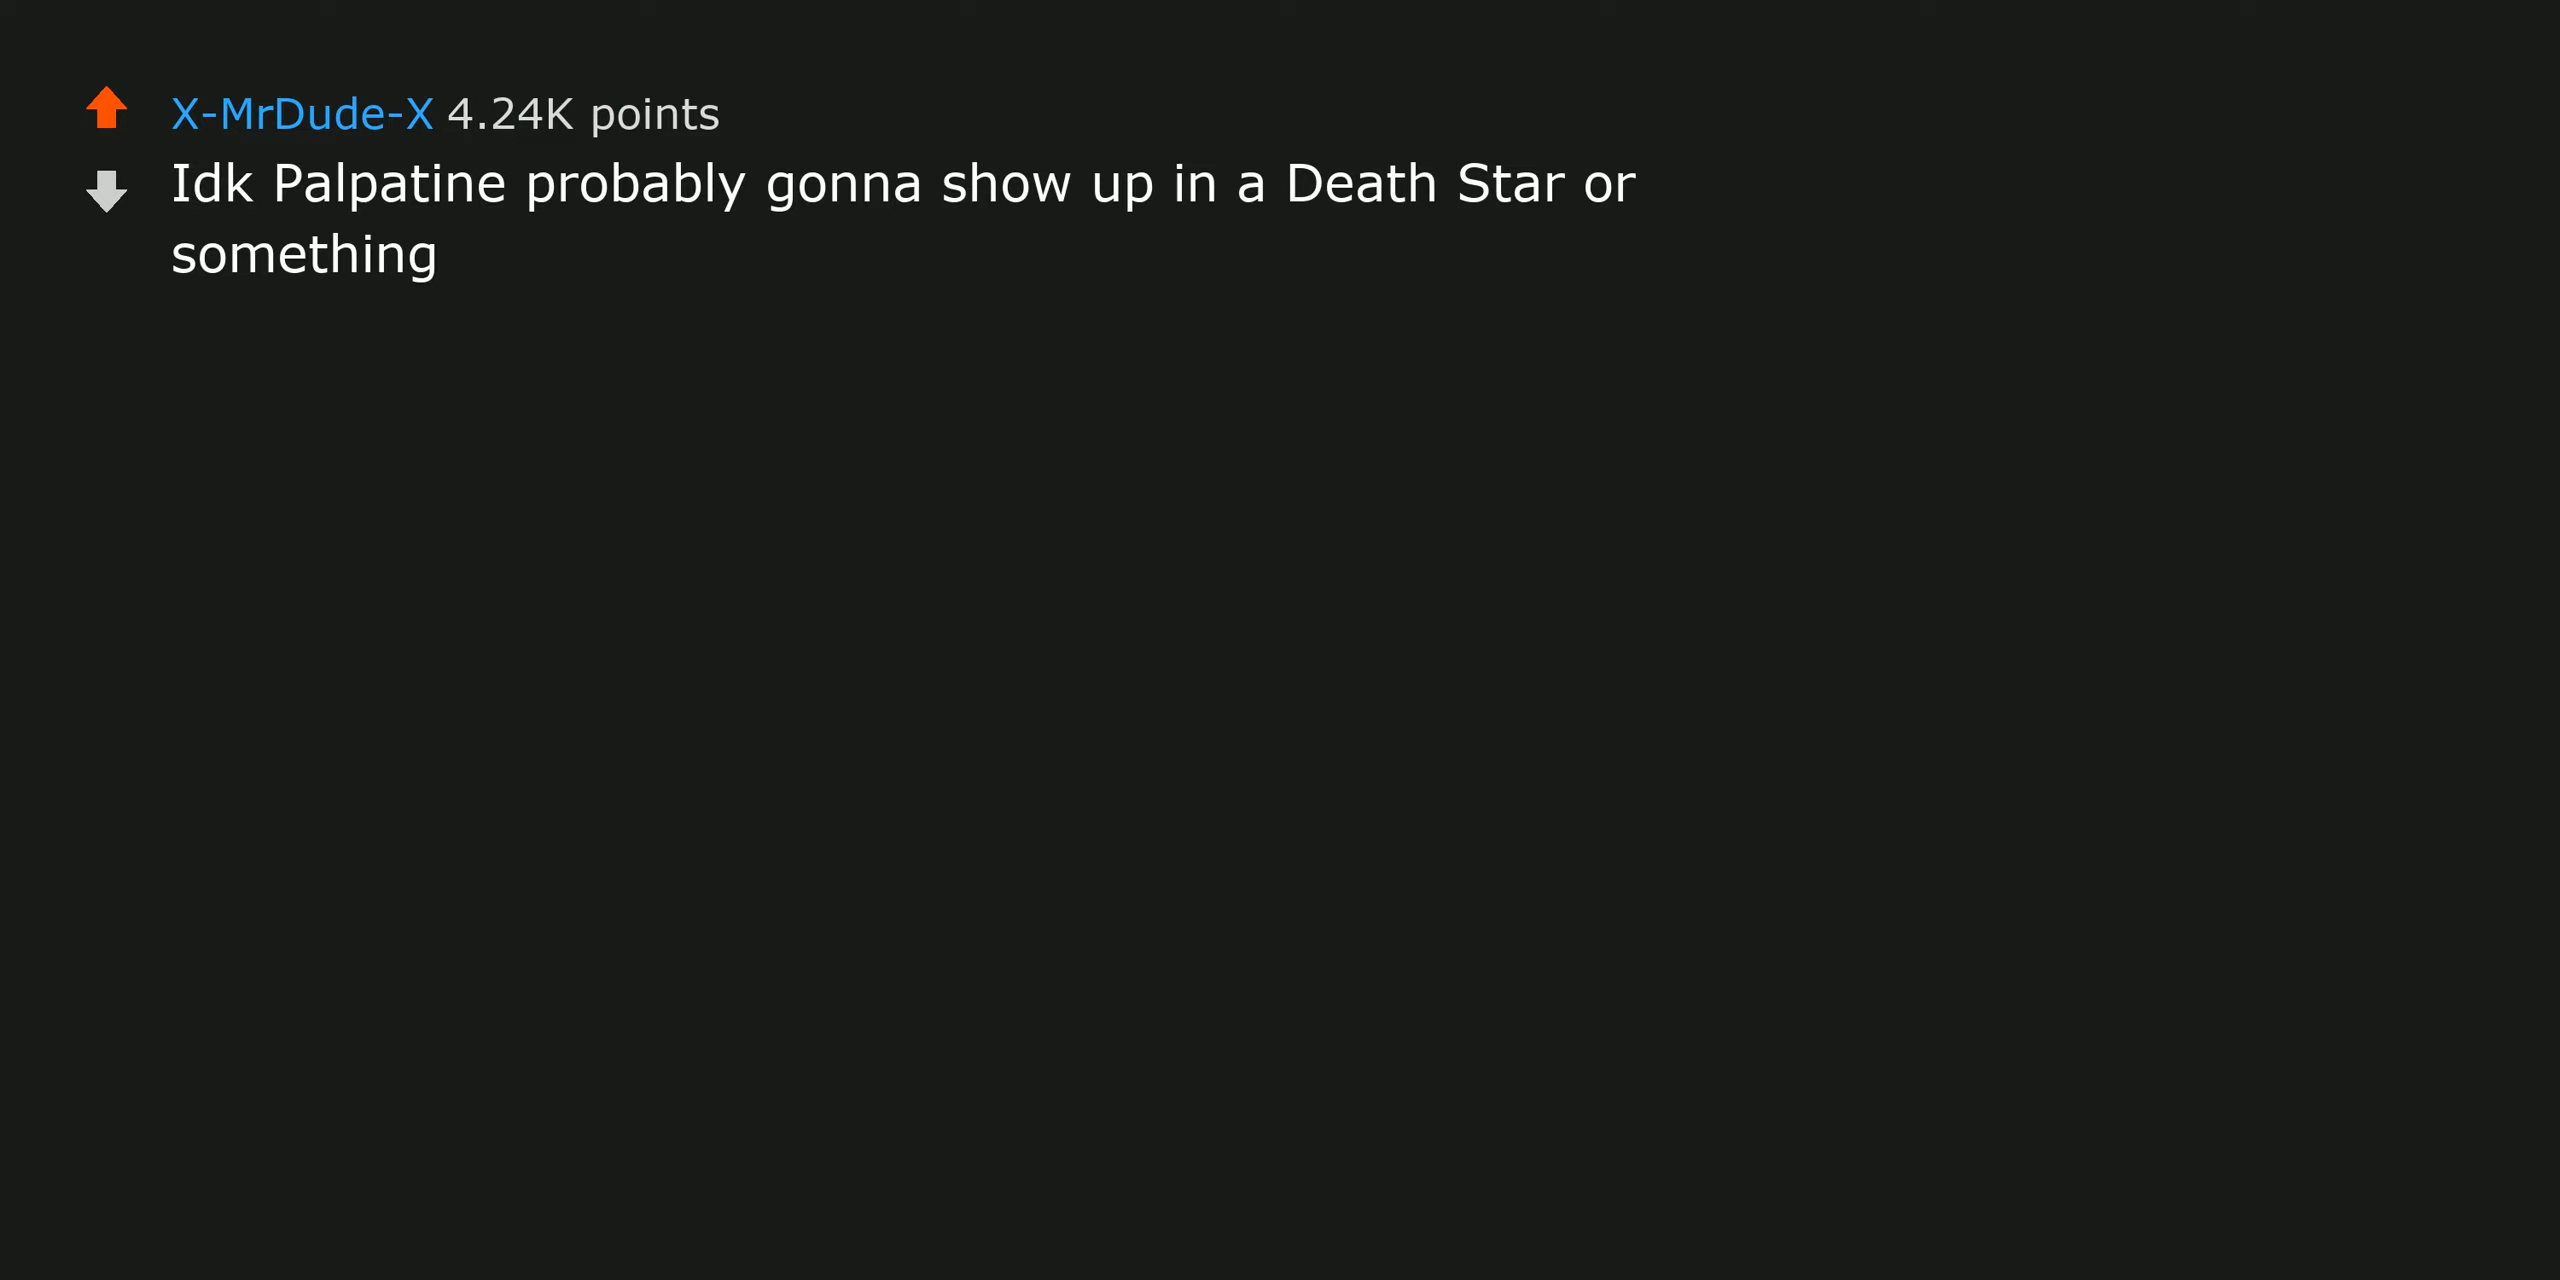 X-MrDude-X 4.24K points
Idk Palpatine probably gonna show up in a Death Star or
something